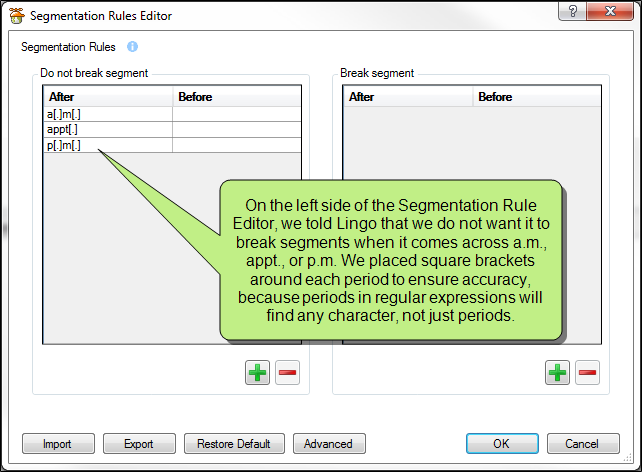 Segmentation Rules Editor
?
Segmentation Rules
Do not break segment
After Before
a[.]m[.]
appt[.]
p[.]m[.]
Break segment
After Before
On the left side of the Segmentation Rule
Editor, we told Lingo that we do not want it to
break segments when it comes across a.m.,
appt., or p.m. We placed square brackets
around each period to ensure accuracy,
because periods in regular expressions will
find any character, not just periods.
Import Export Restore Default Advanced OK Cancel